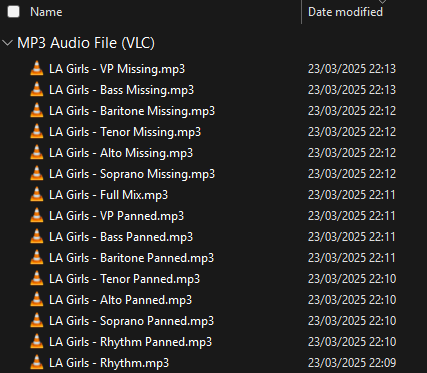 Name Date modified
MP3 Audio File (VLC)
LA Girls - VP Missing.mp3 23/03/2025 22:13
LA Girls - Bass Missing.mp3 23/03/2025 22:13
LA Girls - Baritone Missing.mp3 23/03/2025 22:12
LA Girls - Tenor Missing.mp3 23/03/2025 22:12
LA Girls - Alto Missing.mp3 23/03/2025 22:12
LA Girls - Soprano Missing.mp3 23/03/2025 22:12
LA Girls - Full Mix.mp3 23/03/2025 22:11
LA Girls - VP Panned.mp3 23/03/2025 22:11
LA Girls - Bass Panned.mp3 23/03/2025 22:11
LA Girls - Baritone Panned.mp3 23/03/2025 22:11
LA Girls - Tenor Panned.mp3 23/03/2025 22:10
LA Girls - Alto Panned.mp3 23/03/2025 22:10
LA Girls - Soprano Panned.mp3 23/03/2025 22:10
LA Girls - Rhythm Panned.mp3 23/03/2025 22:10
LA Girls - Rhythm.mp3 23/03/2025 22:09